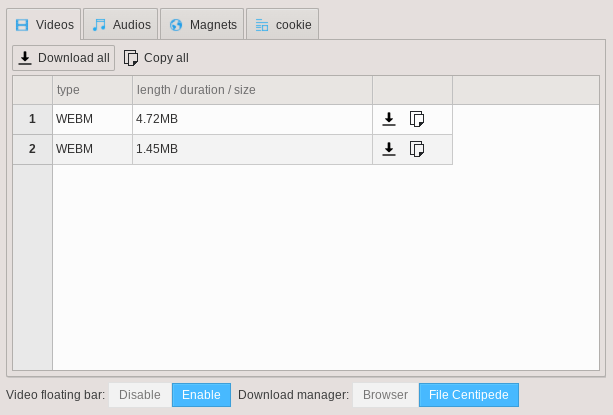 Videos Audios Magnets cookie
Download all Copy all
type length / duration / size
1 WEBM 4.72MB
2 WEBM 1.45MB
Video floating bar: Disable Enable Download manager: Browser File Centipede